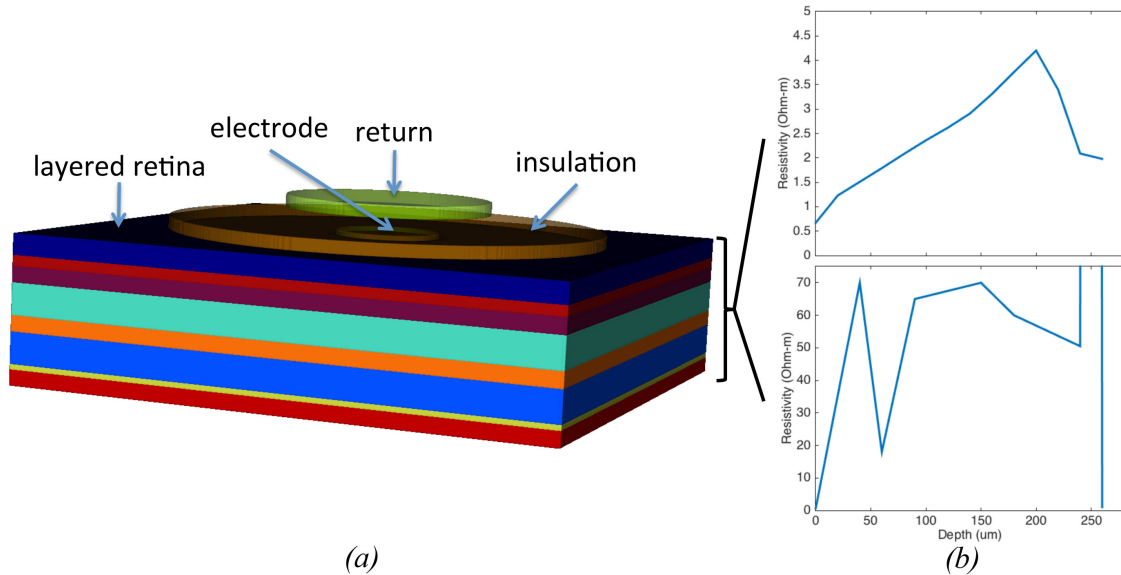 electrode
return
layered retina
insulation
(a)
5
4.5
4
3.5
3
2.5
2
1.5
1
0.5
0
Resistivity (Ohm-m)
70
60
50
40
30
20
10
0
Resistivity (Ohm-m)
0 50 100 150 200 250
Depth (um)
(b)